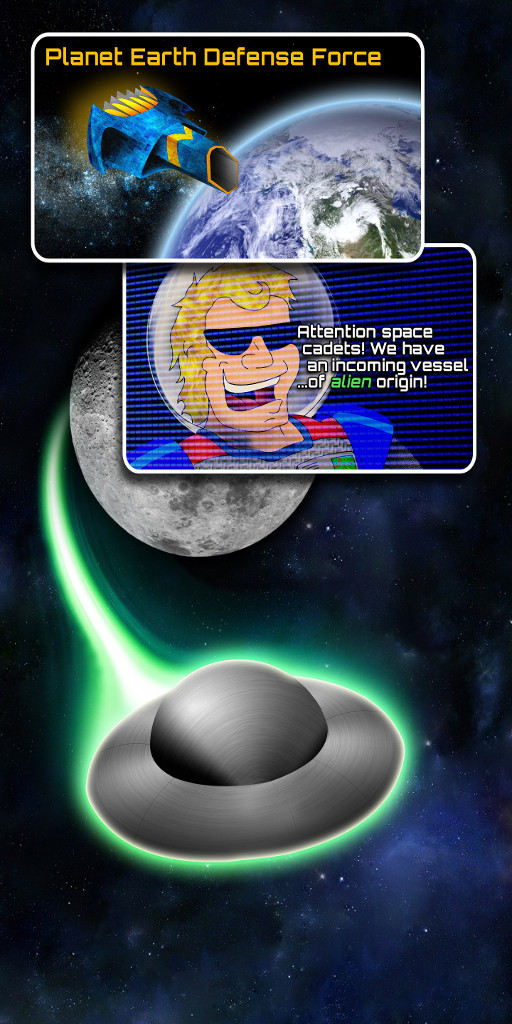 Planet Earth Defense Force
Attention space
cadets! We have
an incoming vessel
...of alien origin!